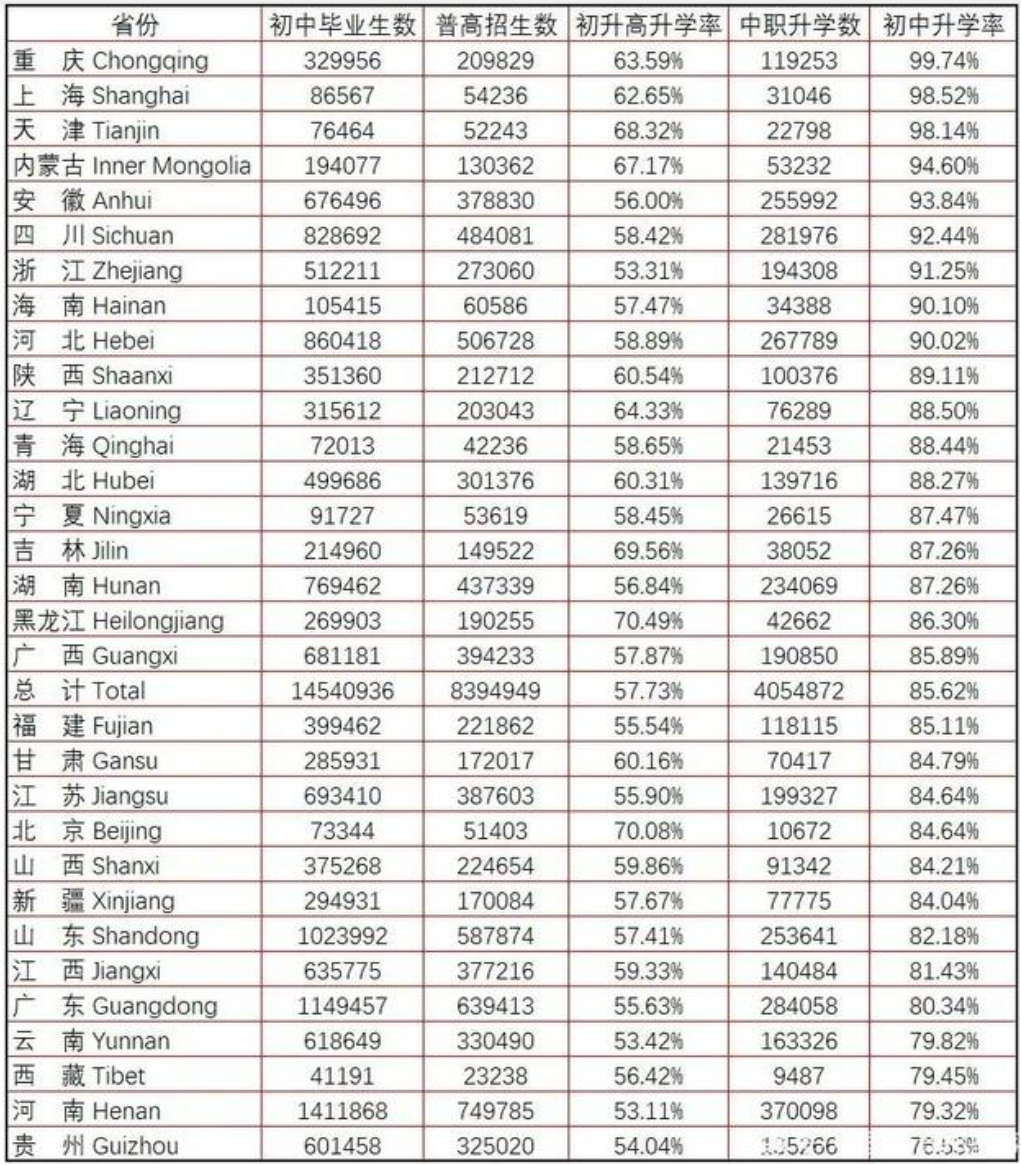 省份 初中毕业生数 普高招生数 初升高升学率 中职升学数 初中升学率
重 庆 Chongqing 329956 209829 63.59% 119253 99.74%
上 海 Shanghai 86567 54236 62.65% 31046 98.52%
天 津 Tianjin 76464 52243 68.32% 22798 98.14%
内蒙古 Inner Mongolia 194077 130362 67.17% 53232 94.60%
安 徽 Anhui 676496 378830 56.00% 255992 93.84%
四 川 Sichuan 828692 484081 58.42% 281976 92.44%
浙 江 Zhejiang 512211 273060 53.31% 194308 91.25%
海 南 Hainan 105415 60586 57.47% 34388 90.10%
河 北 Hebei 860418 506728 58.89% 267789 90.02%
陕 西 Shaanxi 351360 212712 60.54% 100376 89.11%
辽 宁 Liaoning 315612 203043 64.33% 76289 88.50%
青 海 Qinghai 72013 42236 58.65% 21453 88.44%
湖 北 Hubei 499686 301376 60.31% 139716 88.27%
宁 夏 Ningxia 91727 53619 58.45% 26615 87.47%
吉 林 Jilin 214960 149522 69.56% 38052 87.26%
湖 南 Hunan 769462 437339 56.84% 234069 87.26%
黑龙江 Heilongjiang 269903 190255 70.49% 42662 86.30%
广 西 Guangxi 681181 394233 57.87% 190850 85.89%
总 计 Total 14540936 8394949 57.73% 4054872 85.62%
福 建 Fujian 399462 221862 55.54% 118115 85.11%
甘 肃 Gansu 285931 172017 60.16% 70417 84.79%
江 苏 Jiangsu 693410 387603 55.90% 199327 84.64%
北 京 Beijing 73344 51403 70.08% 10672 84.64%
山 西 Shanxi 375268 224654 59.86% 91342 84.21%
新 疆 Xinjiang 294931 170084 57.67% 77775 84.04%
山 东 Shandong 1023992 587874 57.41% 253641 82.18%
江 西 Jiangxi 635775 377216 59.33% 140484 81.43%
广 东 Guangdong 1149457 639413 55.63% 284058 80.34%
云 南 Yunnan 618649 330490 53.42% 163326 79.82%
西 藏 Tibet 41191 23238 56.42% 9487 79.45%
河 南 Henan 1411868 749785 53.11% 370098 79.32%
贵 州 Guizhou 601458 325020 54.04%